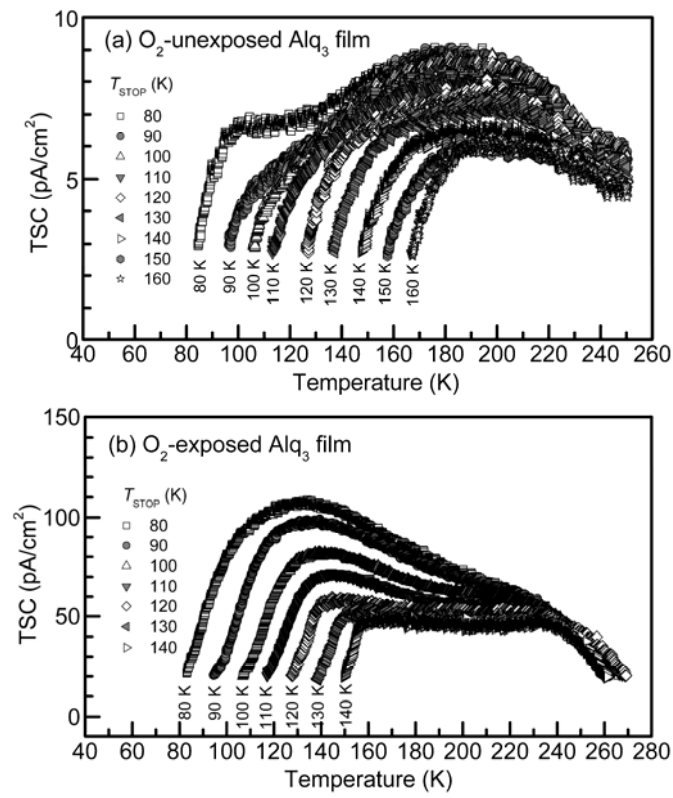 (a) O₂-unexposed Alq₃ film
T_STOP (K)
80
90
100
110
120
130
140
150
160
80 K
90 K
100 K
110 K
120 K
130 K
140 K
150 K
160 K
TSC (pA/cm²)
10
5
0
40 60 80 100 120 140 160 180 200 220 240 260
Temperature (K)
(b) O₂-exposed Alq₃ film
T_STOP (K)
80
90
100
110
120
130
140
80 K
90 K
100 K
110 K
120 K
130 K
140 K
TSC (pA/cm²)
150
100
50
0
40 60 80 100 120 140 160 180 200 220 240 260 280
Temperature (K)